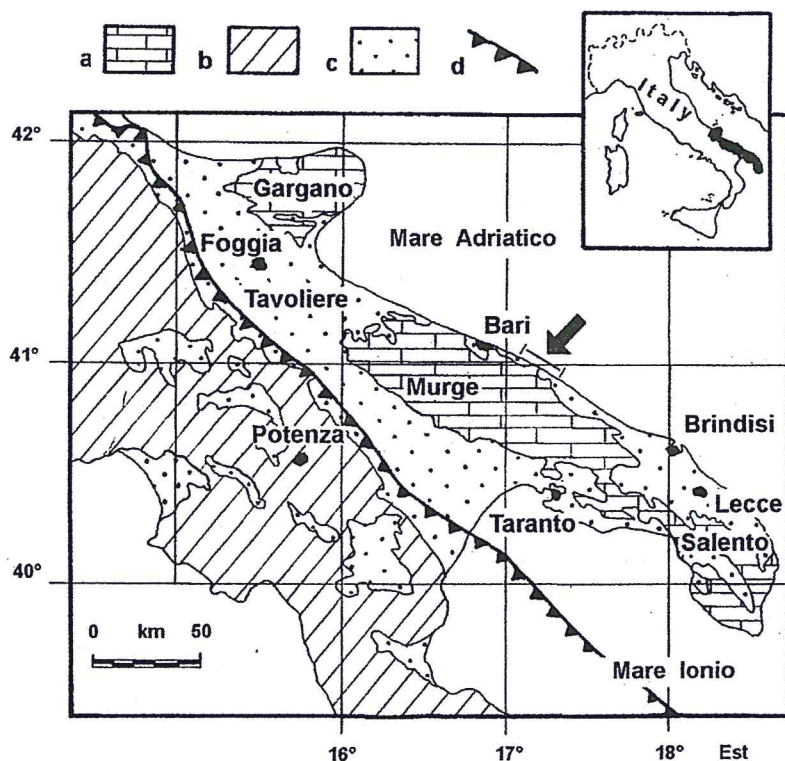 a b c d
Italy
42°
Gargano
Foggia
Mare Adriatico
Tavoliere
Bari
41°
Murge
Brindisi
Potenza
Lecce
Taranto
Salento
40°
0 km 50
Mare Ionio
16° 17° 18° Est